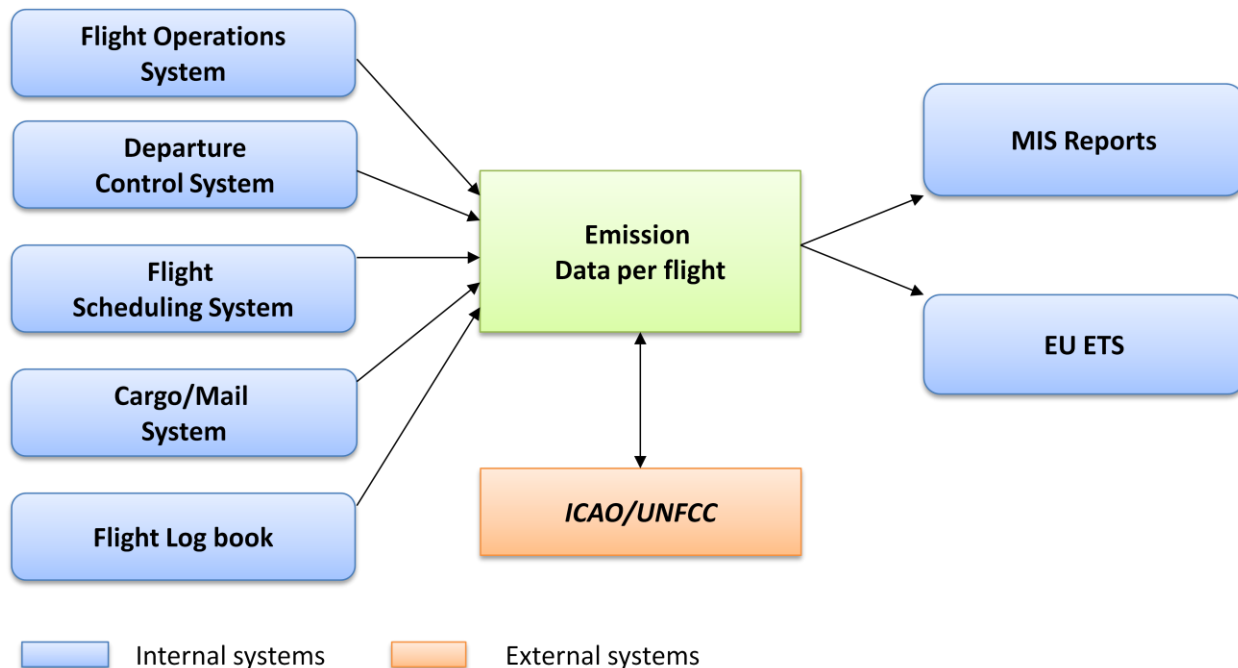 Flight Operations
System
Departure
Control System
Flight
Scheduling System
Cargo/Mail
System
Flight Log book
Emission
Data per flight
ICAO/UNFCC
MIS Reports
EU ETS
Internal systems
External systems